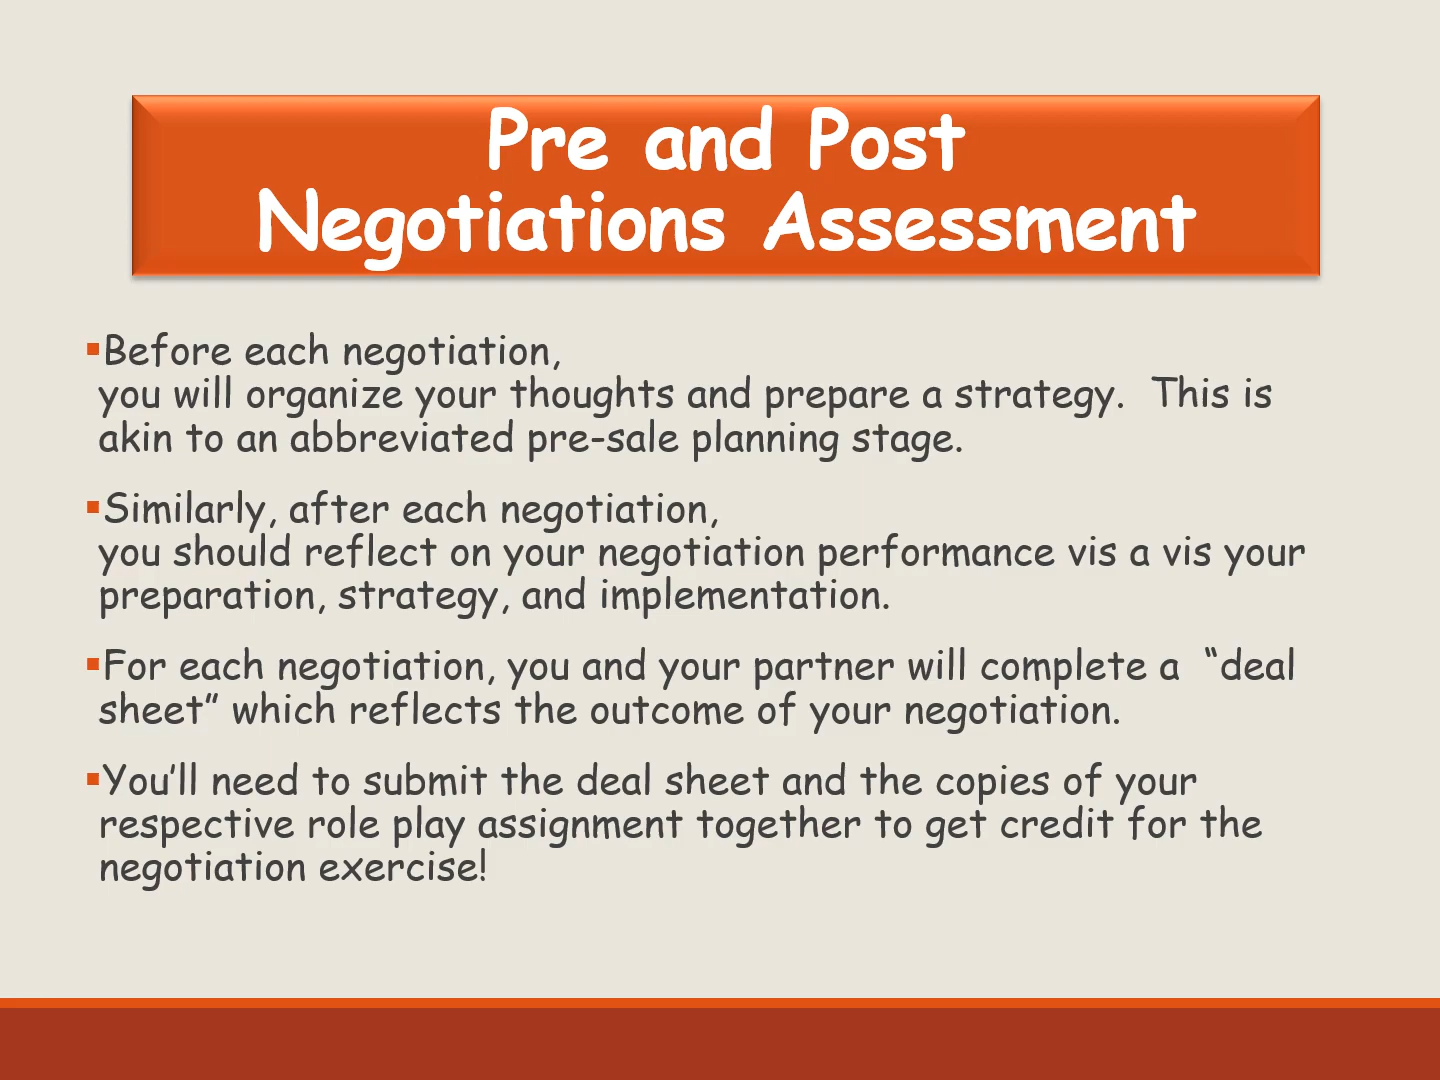 Pre and Post
Negotiations Assessment
▪Before each negotiation,
you will organize your thoughts and prepare a strategy.  This is
akin to an abbreviated pre-sale planning stage.
▪Similarly, after each negotiation,
you should reflect on your negotiation performance vis a vis your
preparation, strategy, and implementation.
▪For each negotiation, you and your partner will complete a  “deal
sheet” which reflects the outcome of your negotiation.
▪You’ll need to submit the deal sheet and the copies of your
respective role play assignment together to get credit for the
negotiation exercise!